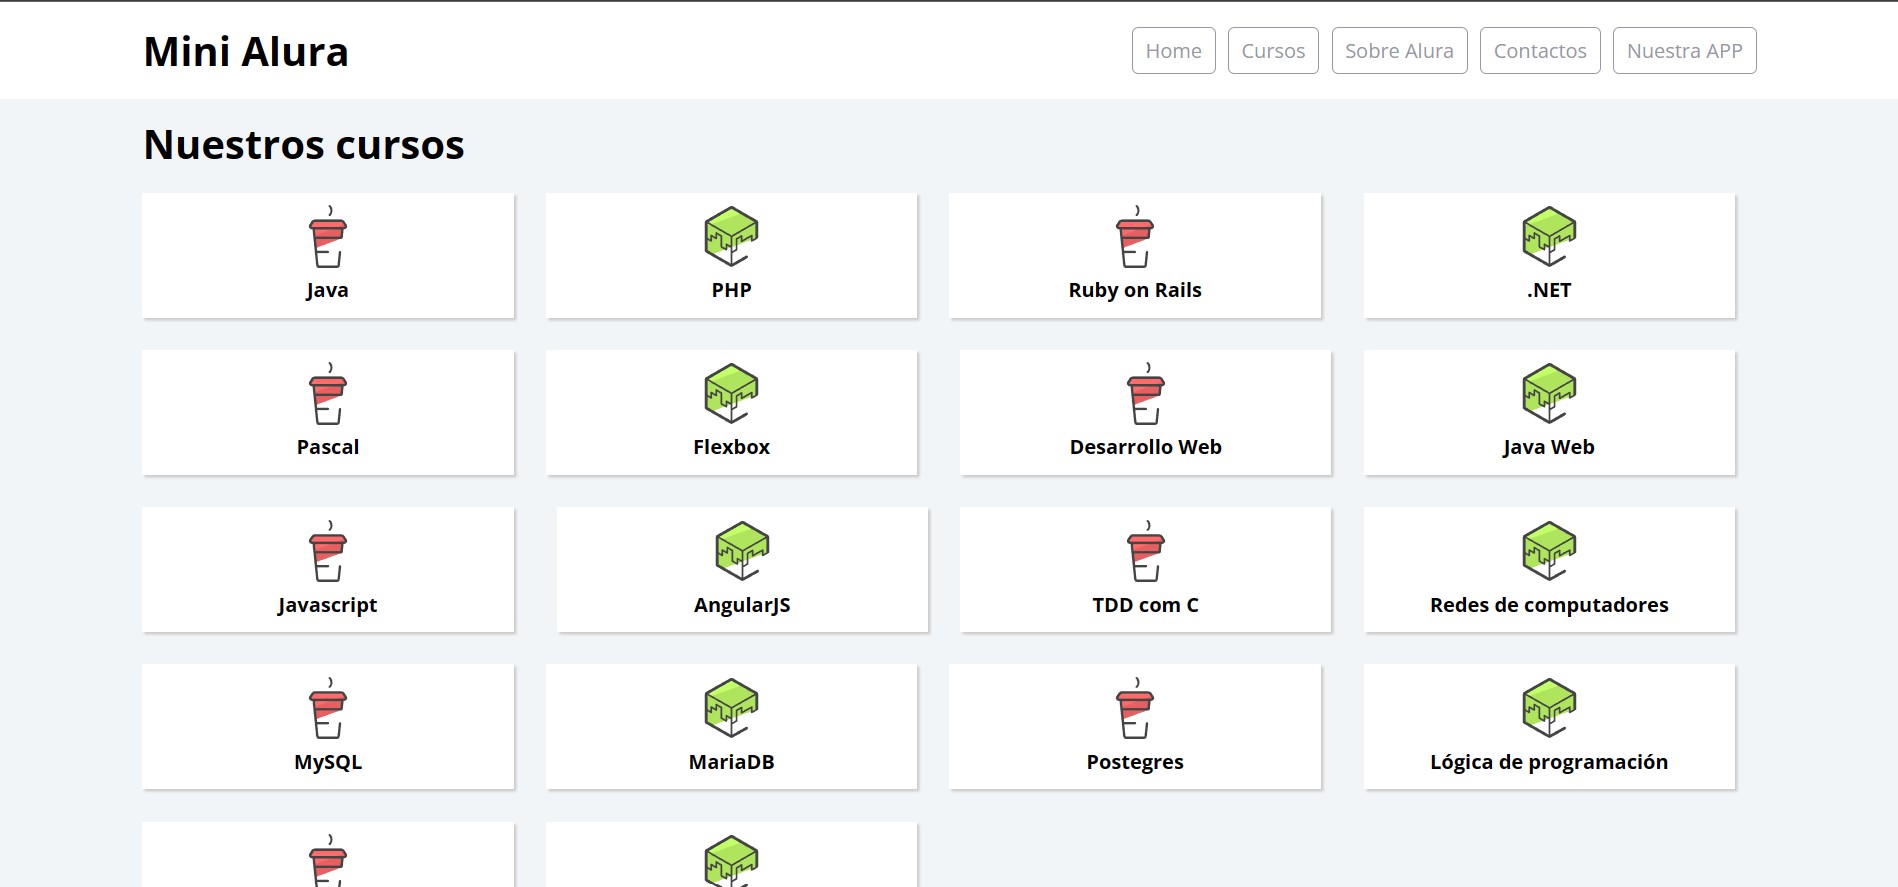 Mini Alura
Home
Cursos
Sobre Alura
Contactos
Nuestra APP
Nuestros cursos
Java
PHP
Ruby on Rails
.NET
Pascal
Flexbox
Desarrollo Web
Java Web
Javascript
AngularJS
TDD com C
Redes de computadores
MySQL
MariaDB
Postegres
Lógica de programación